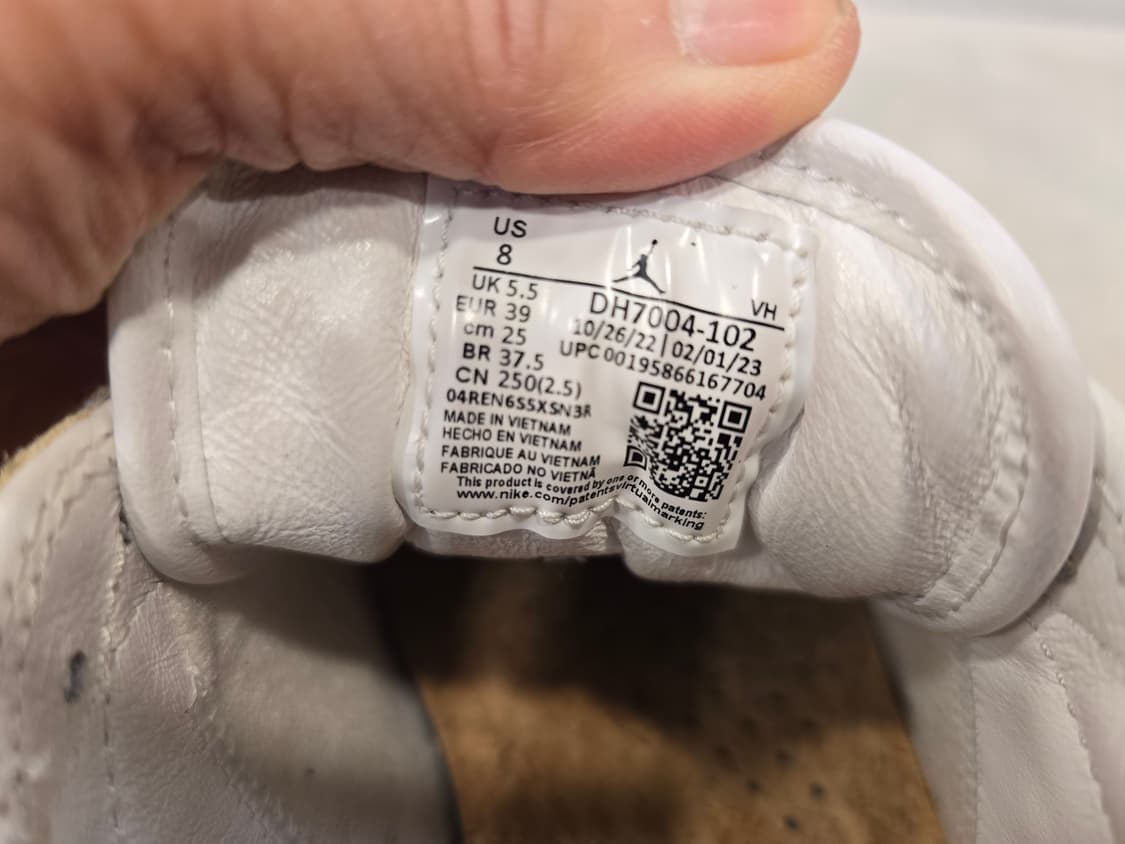 US
8
VH
UK 5.5
EUR 39
cm 25
BR 37.5
CN 250(2.5)
DH7004-102
10/26/22 | 02/01/23
UPC 00195866167704
04REN6S5XSN3R
MADE IN VIETNAM
HECHO EN VIETNAM
FABRIQUE AU VIETNAM
FABRICADO NO VIETNÃ
This product is covered by one or more patents:
www.nike.com/patentsvirtualmarking